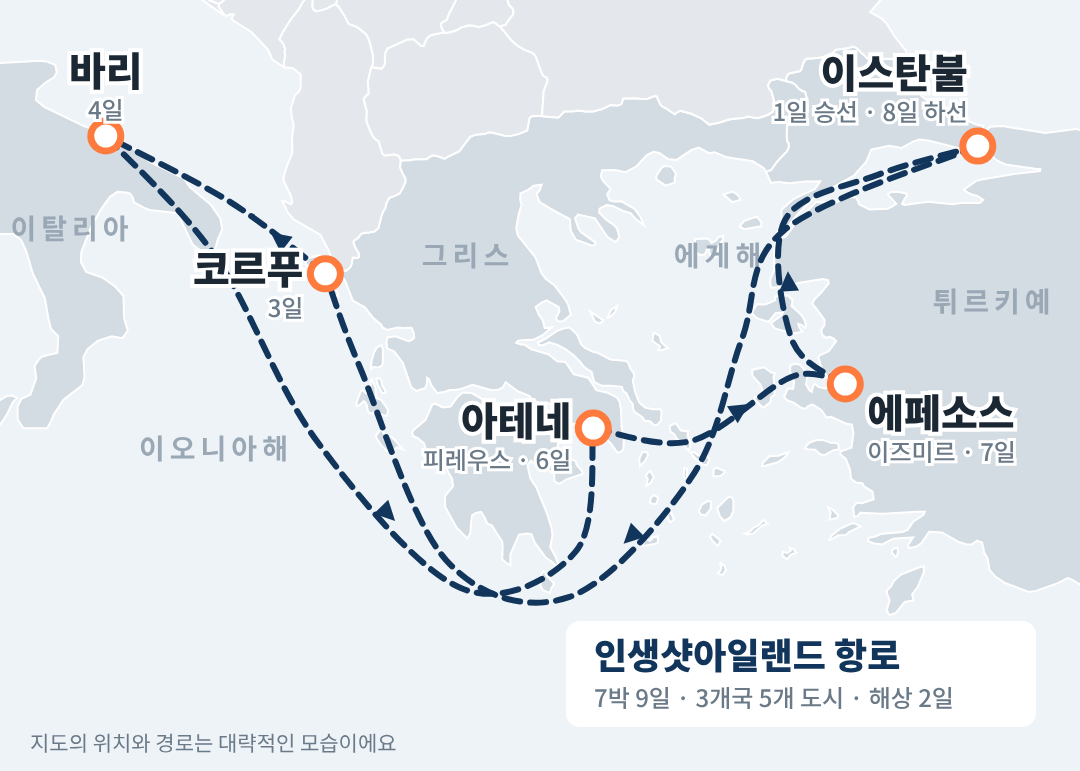 바리
4일
이스탄불
1일 승선 · 8일 하선
이탈리아
코르푸
3일
그리스
에게해
튀르키예
아테네
피레우스 · 6일
에페소스
이즈미르 · 7일
이오니아해
인생샷아일랜드 항로
7박 9일 · 3개국 5개 도시 · 해상 2일
지도의 위치와 경로는 대략적인 모습이에요